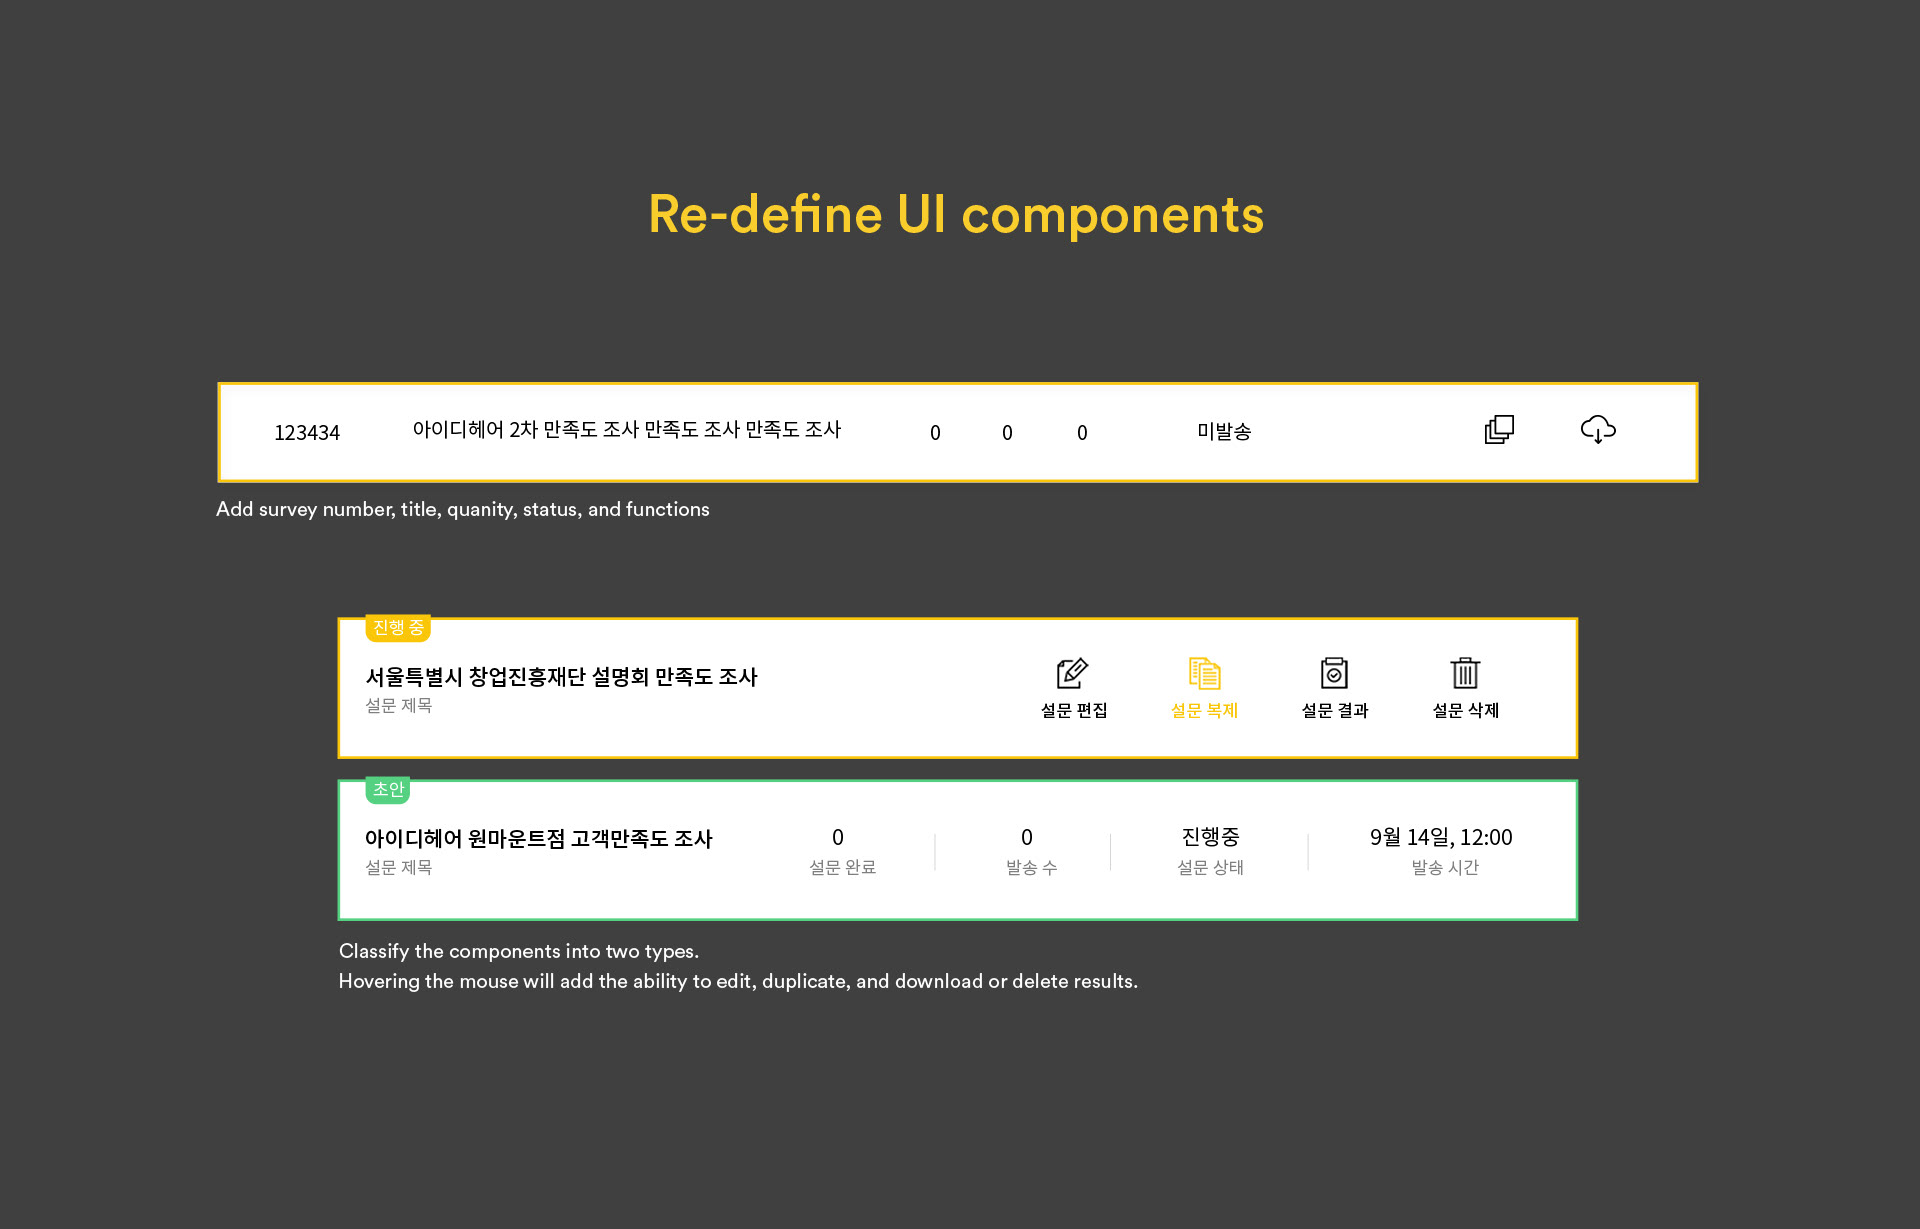 Re-define UI components
123434 아이디헤어 2차 만족도 조사 만족도 조사 만족도 조사 0 0 0 미발송
Add survey number, title, quanity, status, and functions
진행 중
서울특별시 창업진흥재단 설명회 만족도 조사
설문 제목
설문 편집 설문 복제 설문 결과 설문 삭제
초안
아이디헤어 원마운트점 고객만족도 조사 0 0 진행중 9월 14일, 12:00
설문 제목 설문 완료 발송 수 설문 상태 발송 시간
Classify the components into two types.
Hovering the mouse will add the ability to edit, duplicate, and download or delete results.